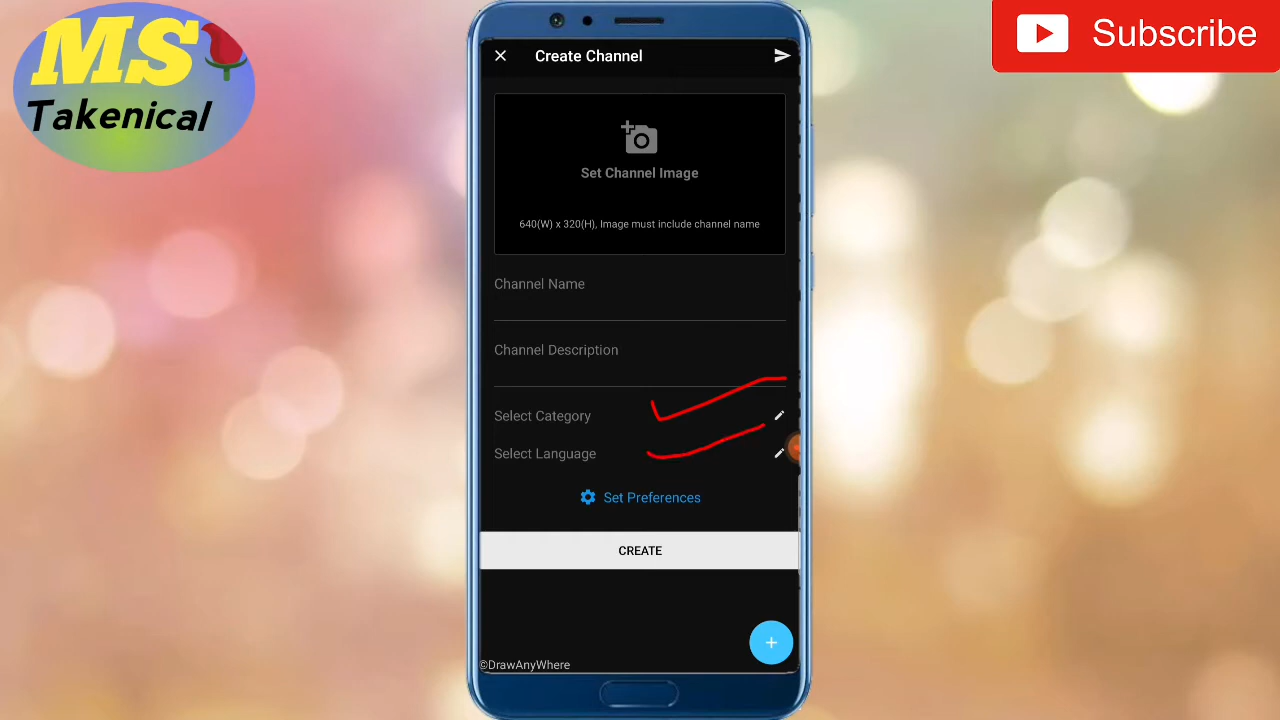 MS
Takenical
Subscribe
Create Channel
Set Channel Image
640(W) x 320(H), Image must include channel name
Channel Name
Channel Description
Select Category
Select Language
Set Preferences
CREATE
©DrawAnyWhere